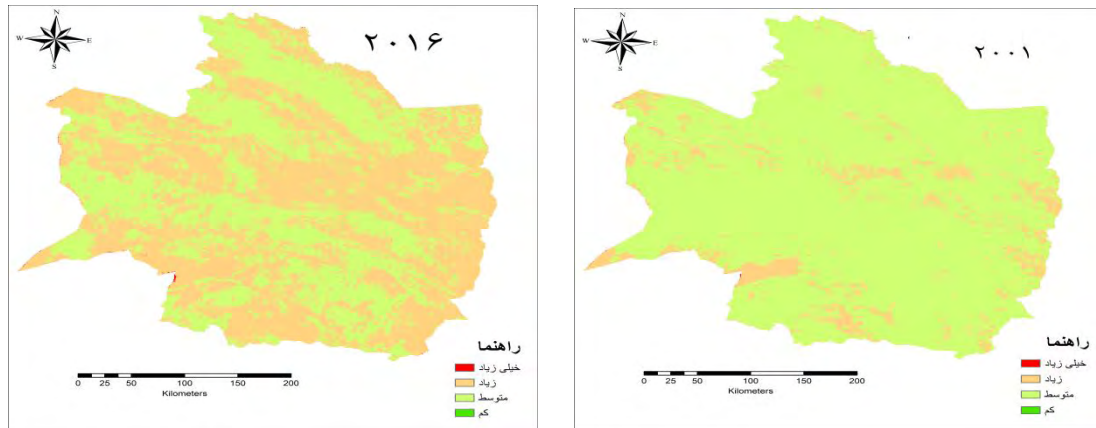 N
W E
S
۲۰۱۶
راهنما
خیلی زیاد
زیاد
متوسط
کم
0 25 50 100 150 200
Kilometers
N
W E
S
۲۰۰۱
راهنما
خیلی زیاد
زیاد
متوسط
کم
0 25 50 100 150 200
Kilometers